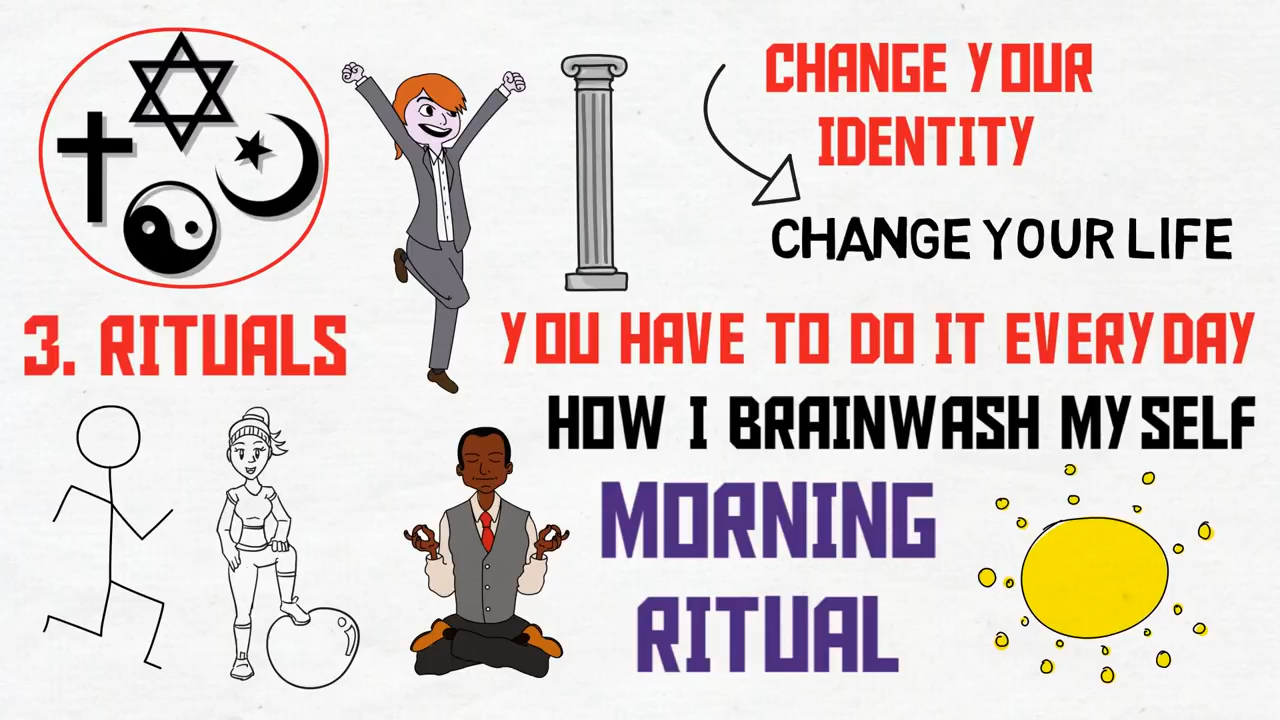 CHANGE YOUR
IDENTITY
CHANGE YOUR LIFE
3. RITUALS
YOU HAVE TO DO IT EVERYDAY
HOW I BRAINWASH MYSELF
MORNING
RITUAL